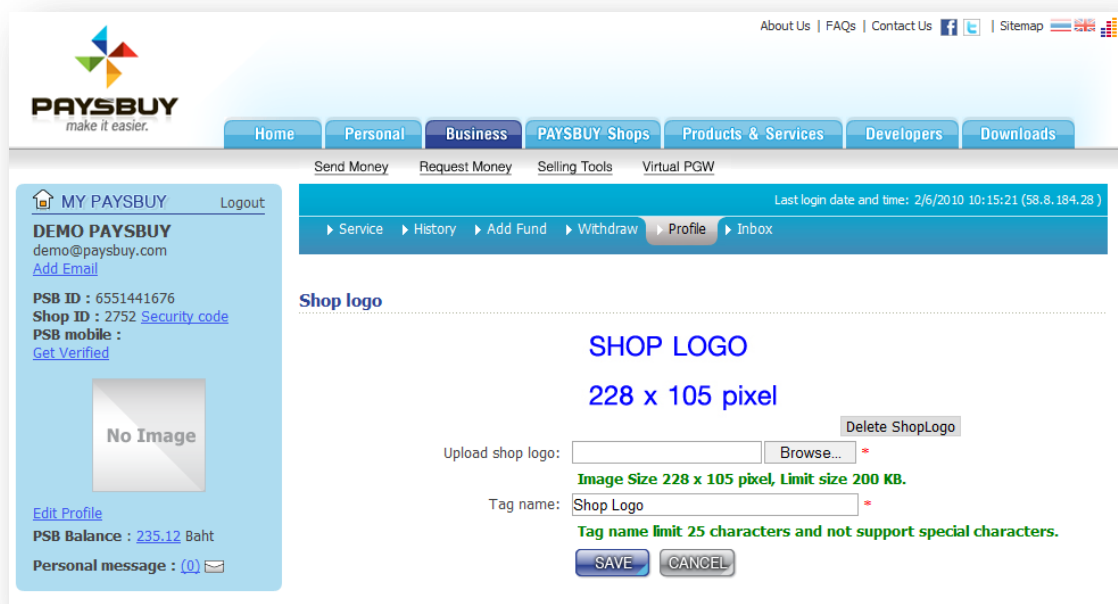 About Us | FAQs | Contact Us | Sitemap
PAYSBUY
make it easier.
Home Personal Business PAYSBUY Shops Products & Services Developers Downloads
Send Money Request Money Selling Tools Virtual PGW
MY PAYSBUY Logout
DEMO PAYSBUY
demo@paysbuy.com
Add Email
PSB ID : 6551441676
Shop ID : 2752 Security code
PSB mobile :
Get Verified
No Image
Edit Profile
PSB Balance : 235.12 Baht
Personal message : (0)
Last login date and time: 2/6/2010 10:15:21 (58.8.184.28 )
Service History Add Fund Withdraw Profile Inbox
Shop logo
SHOP LOGO
228 x 105 pixel
Delete ShopLogo
Upload shop logo: Browse... *
Image Size 228 x 105 pixel, Limit size 200 KB.
Tag name: Shop Logo *
Tag name limit 25 characters and not support special characters.
SAVE CANCEL